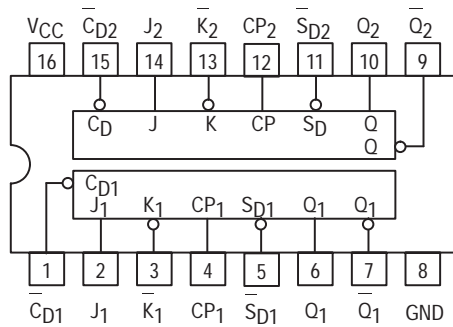 V̅CC C̅D2 J2 K̅2 CP2 S̅D2 Q2 Q̅2
16 15 14 13 12 11 10 9
CD J K CP SD Q
Q
CD1
J1 K1 CP1 SD1 Q1 Q1
1 2 3 4 5 6 7 8
C̅D1 J1 K̅1 CP1 S̅D1 Q1 Q̅1 GND